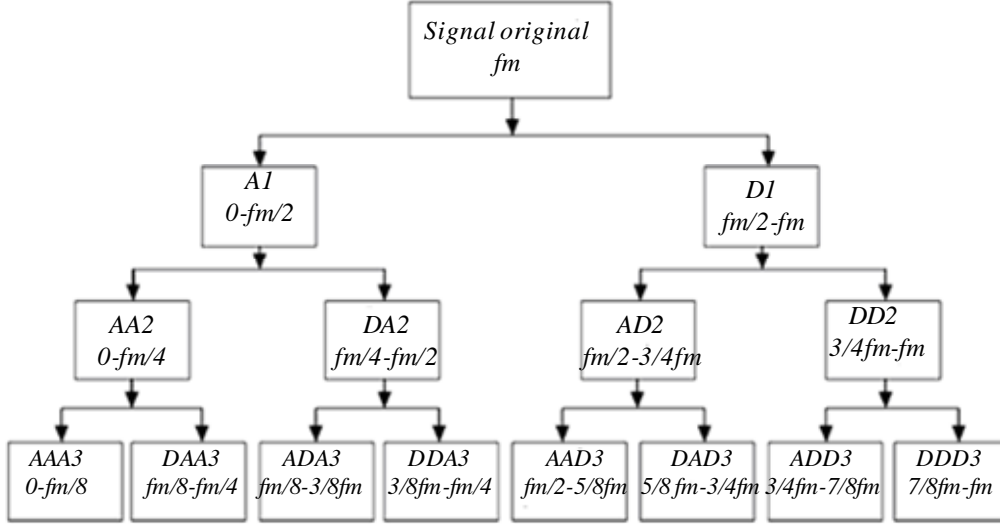 Signal original
fm
A1
0-fm/2
D1
fm/2-fm
AA2
0-fm/4
DA2
fm/4-fm/2
AD2
fm/2-3/4fm
DD2
3/4fm-fm
AAA3
0-fm/8
DAA3
fm/8-fm/4
ADA3
fm/8-3/8fm
DDA3
3/8fm-fm/4
AAD3
fm/2-5/8fm
DAD3
5/8 fm-3/4fm
ADD3
3/4fm-7/8fm
DDD3
7/8fm-fm